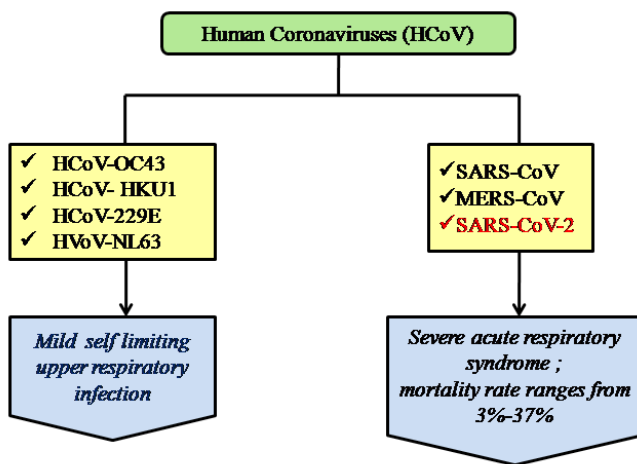 Human Coronaviruses (HCoV)
✓ HCoV-OC43
✓ HCoV- HKU1
✓ HCoV-229E
✓ HVoV-NL63
✓SARS-CoV
✓MERS-CoV
✓SARS-CoV-2
Mild self limiting
upper respiratory
infection
Severe acute respiratory
syndrome ;
mortality rate ranges from
3%-37%